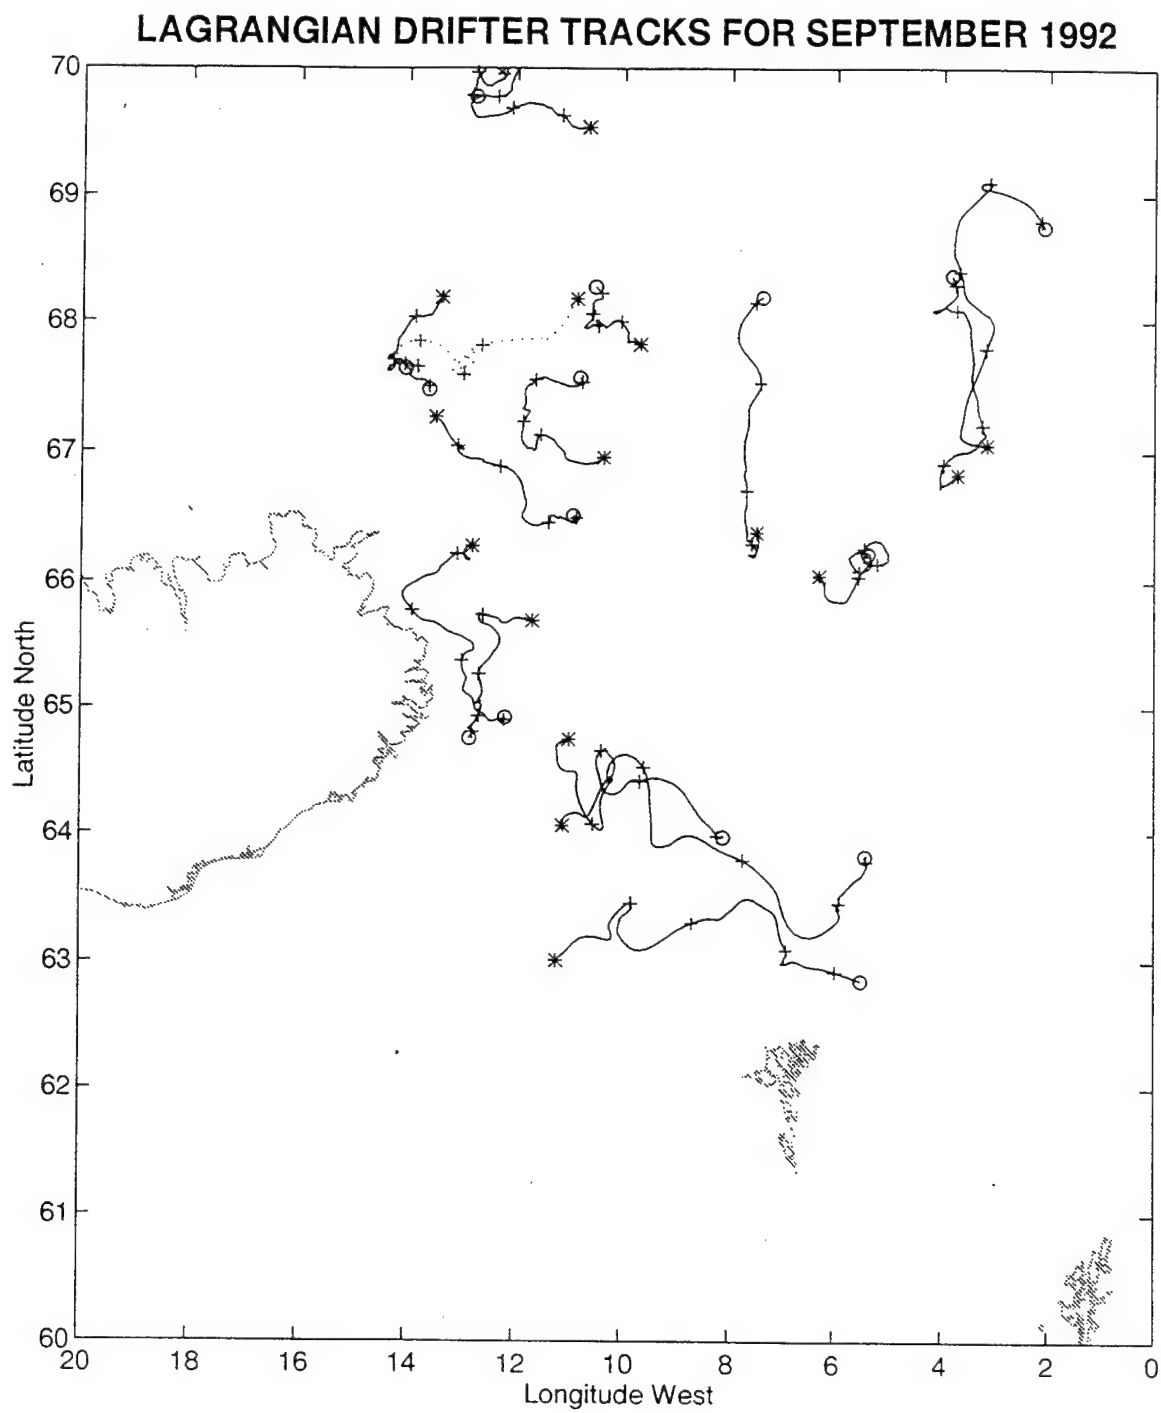 LAGRANGIAN DRIFTER TRACKS FOR SEPTEMBER 1992
70
69
68
67
66
65
64
63
62
61
60
Latitude North
20 18 16 14 12 10 8 6 4 2 0
Longitude West